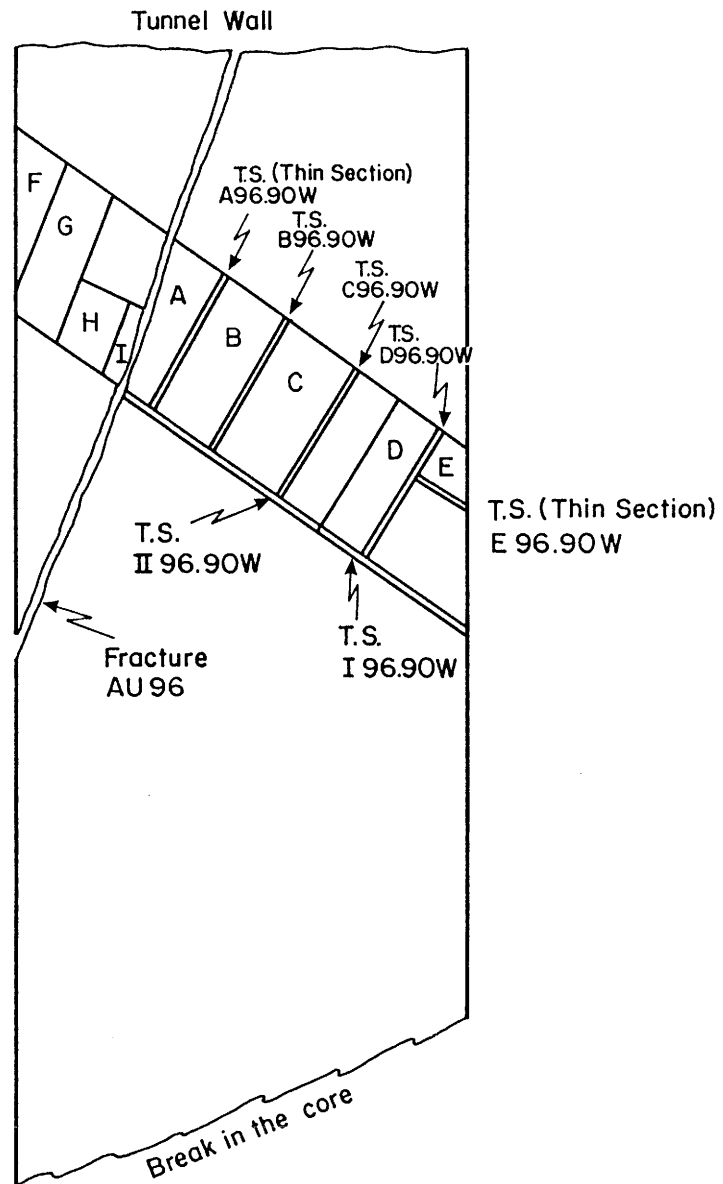 Tunnel Wall
T.S. (Thin Section)
A96.90W
T.S.
B96.90W
T.S.
C96.90W
T.S.
D96.90W
F
G
H
I
A
B
C
D
E
T.S. (Thin Section)
E 96.90W
T.S.
II 96.90W
T.S.
I 96.90W
Fracture
AU 96
Break in the core